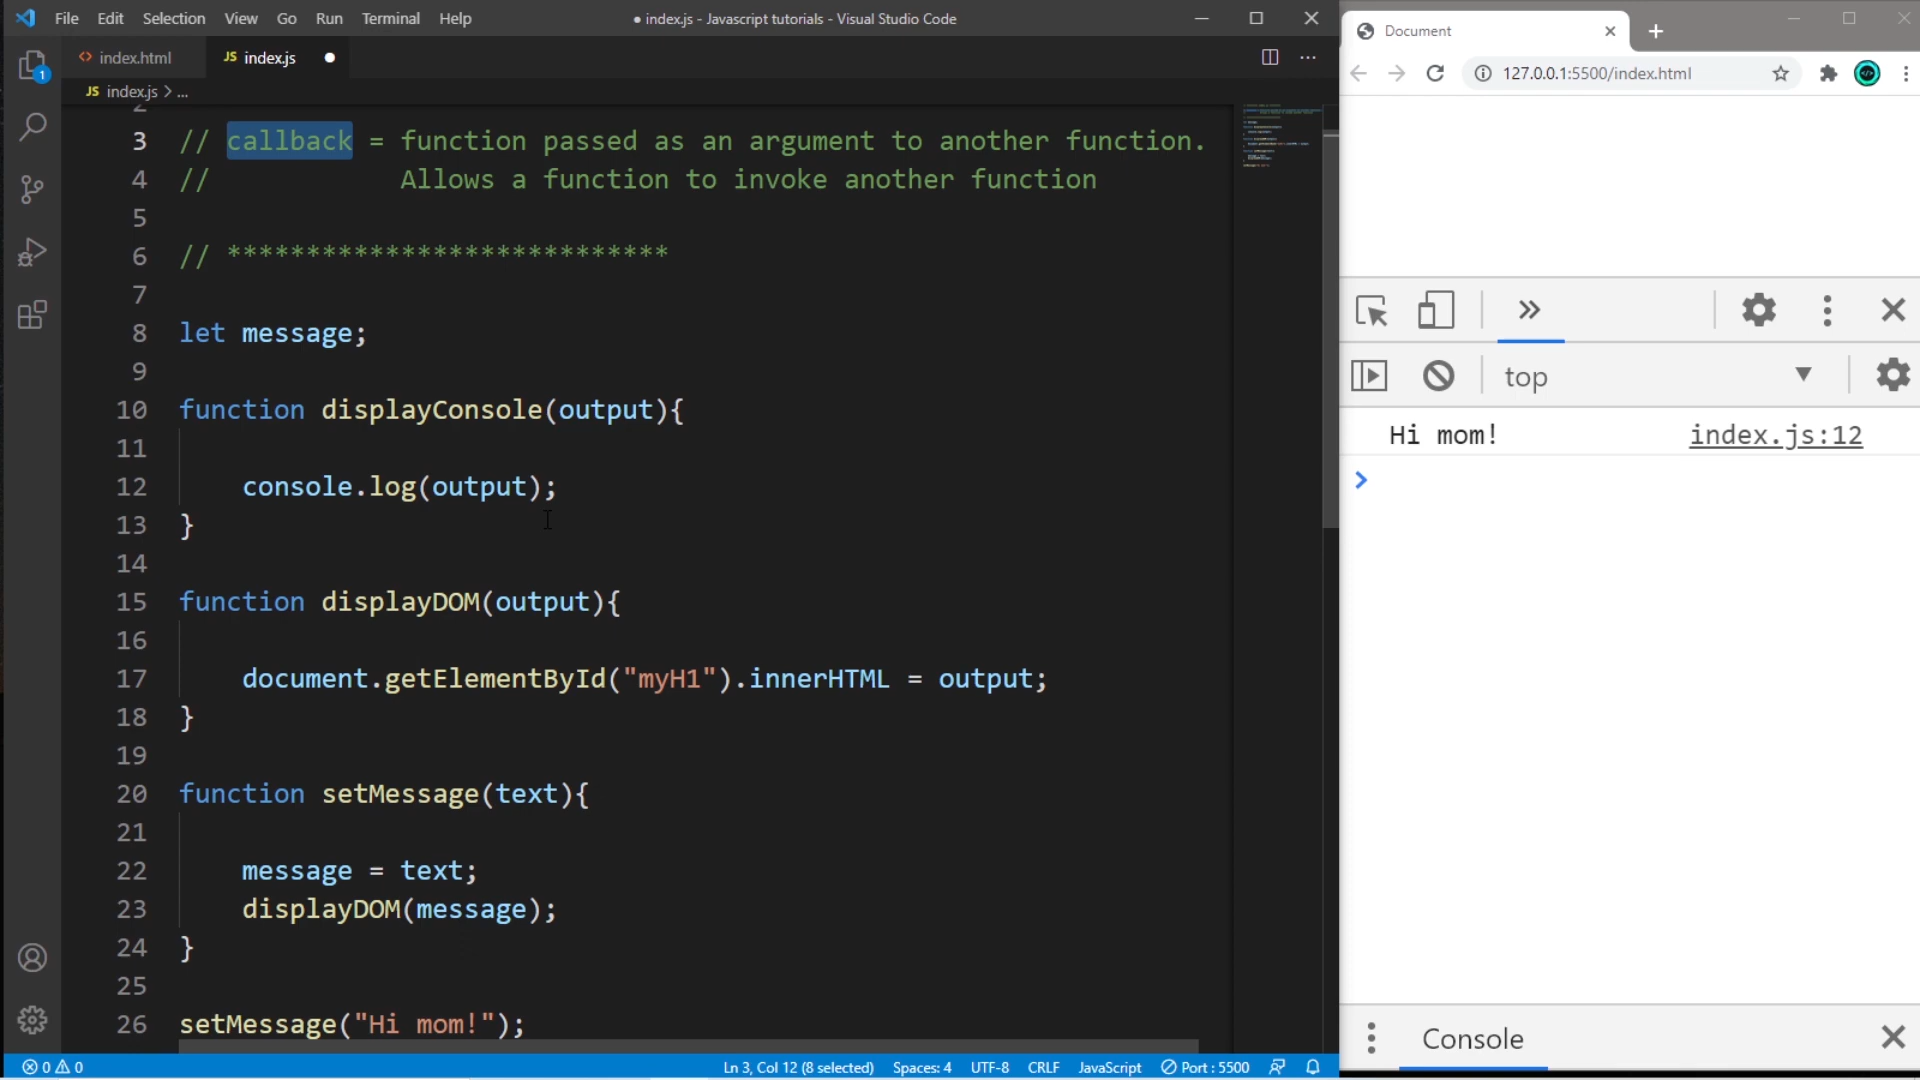 File Edit Selection View Go Run Terminal Help
● index.js - Javascript tutorials - Visual Studio Code
<> index.html
JS index.js ●
JS index.js > ...
2
3 // callback = function passed as an argument to another function.
4 // Allows a function to invoke another function
5
6 // ****************************
7
8 let message;
9
10 function displayConsole(output){
11
12 console.log(output);
13 }
14
15 function displayDOM(output){
16
17 document.getElementById("myH1").innerHTML = output;
18 }
19
20 function setMessage(text){
21
22 message = text;
23 displayDOM(message);
24 }
25
26 setMessage("Hi mom!");
1
0 0
Ln 3, Col 12 (8 selected) Spaces: 4 UTF-8 CRLF JavaScript Port : 5500
Document
127.0.0.1:5500/index.html
top
Hi mom! index.js:12
Console